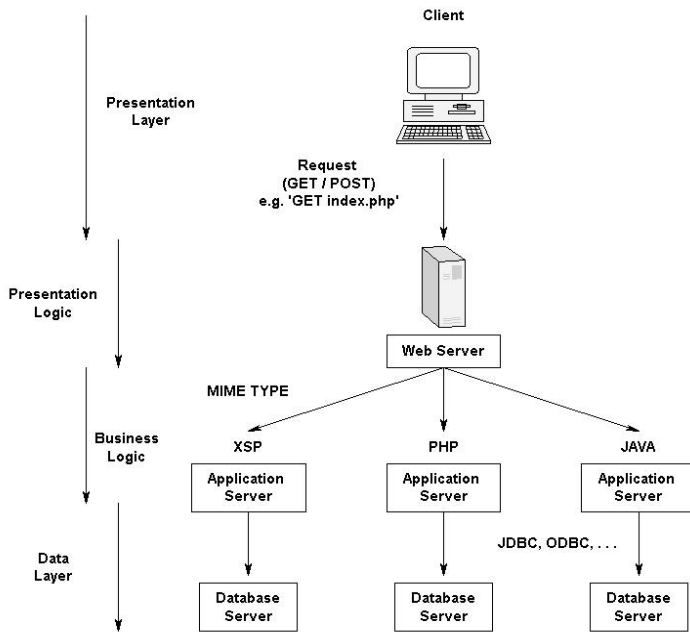 Client
Presentation
Layer
Request
(GET / POST)
e.g. 'GET index.php'
Presentation
Logic
Web Server
MIME TYPE
Business
Logic
XSP
PHP
JAVA
Application
Server
Application
Server
Application
Server
JDBC, ODBC, . . .
Data
Layer
Database
Server
Database
Server
Database
Server